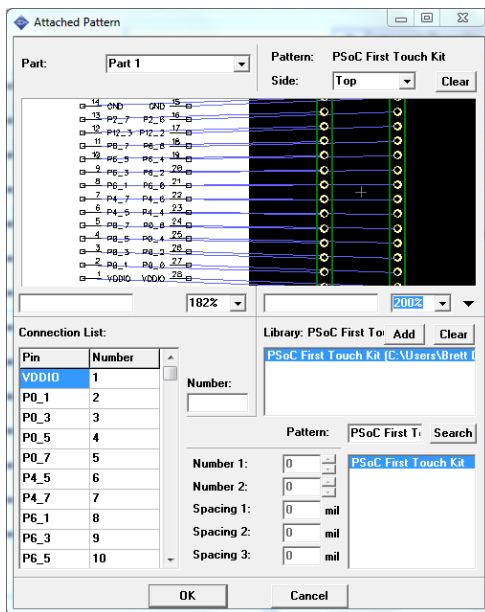 Attached Pattern
Part: Part 1
Pattern: PSoC First Touch Kit
Side: Top Clear
14 GND GND 15
13 P2_7 P2_6 16
12 P12_3 P12_2 17
11 P6_7 P6_6 18
10 P6_5 P6_4 19
9 P6_3 P6_2 20
8 P6_1 P6_0 21
7 P4_7 P4_6 22
6 P4_5 P4_4 23
5 P0_7 P0_6 24
4 P0_5 P0_4 25
3 P0_3 P0_2 26
2 P0_1 P0_0 27
1 VDDIO VDDIO 28
182% 200%
Connection List:
Library: PSoC First Tou Add Clear
Pin Number
VDDIO 1
P0_1 2
P0_3 3
P0_5 4
P0_7 5
P4_5 6
P4_7 7
P6_1 8
P6_3 9
P6_5 10
Number:
PSoC First Touch Kit (C:\Users\Brett D
Pattern: PSoC First T Search
Number 1: 0
Number 2: 0
Spacing 1: 0 mil
Spacing 2: 0 mil
Spacing 3: 0 mil
PSoC First Touch Kit
OK Cancel